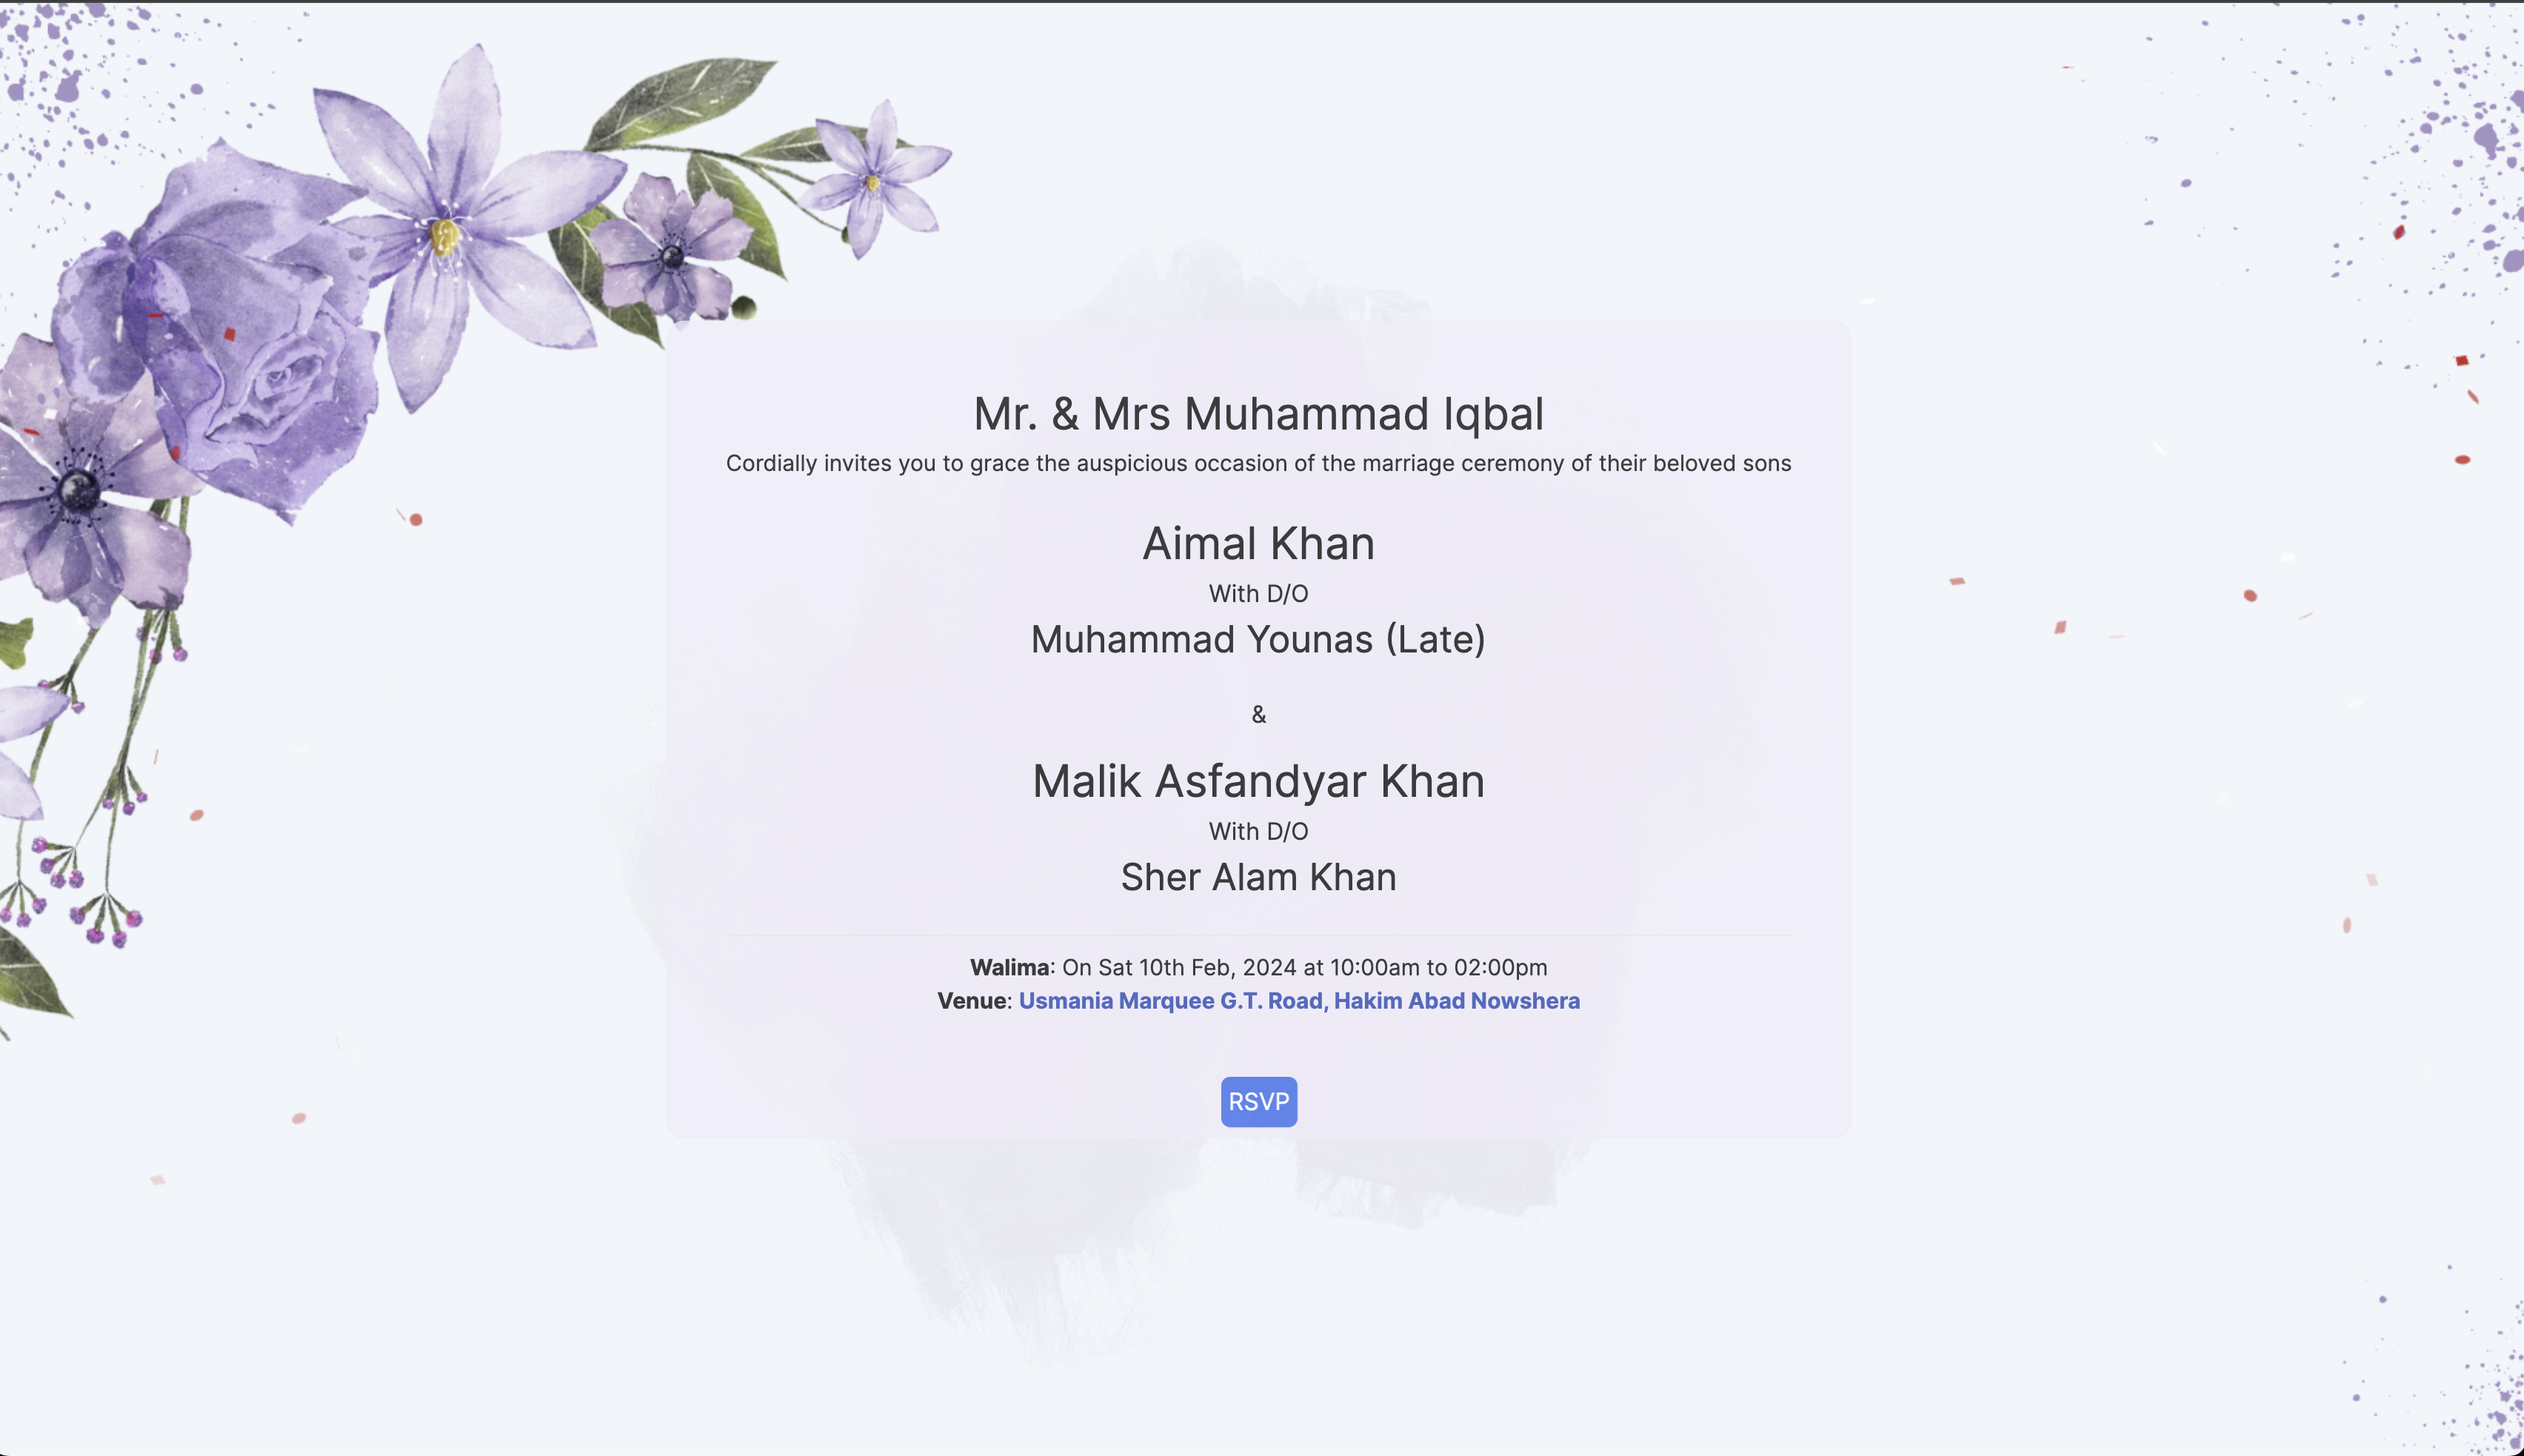 Mr. & Mrs Muhammad Iqbal
Cordially invites you to grace the auspicious occasion of the marriage ceremony of their beloved sons
Aimal Khan
With D/O
Muhammad Younas (Late)
&
Malik Asfandyar Khan
With D/O
Sher Alam Khan
Walima: On Sat 10th Feb, 2024 at 10:00am to 02:00pm
Venue: Usmania Marquee G.T. Road, Hakim Abad Nowshera
RSVP